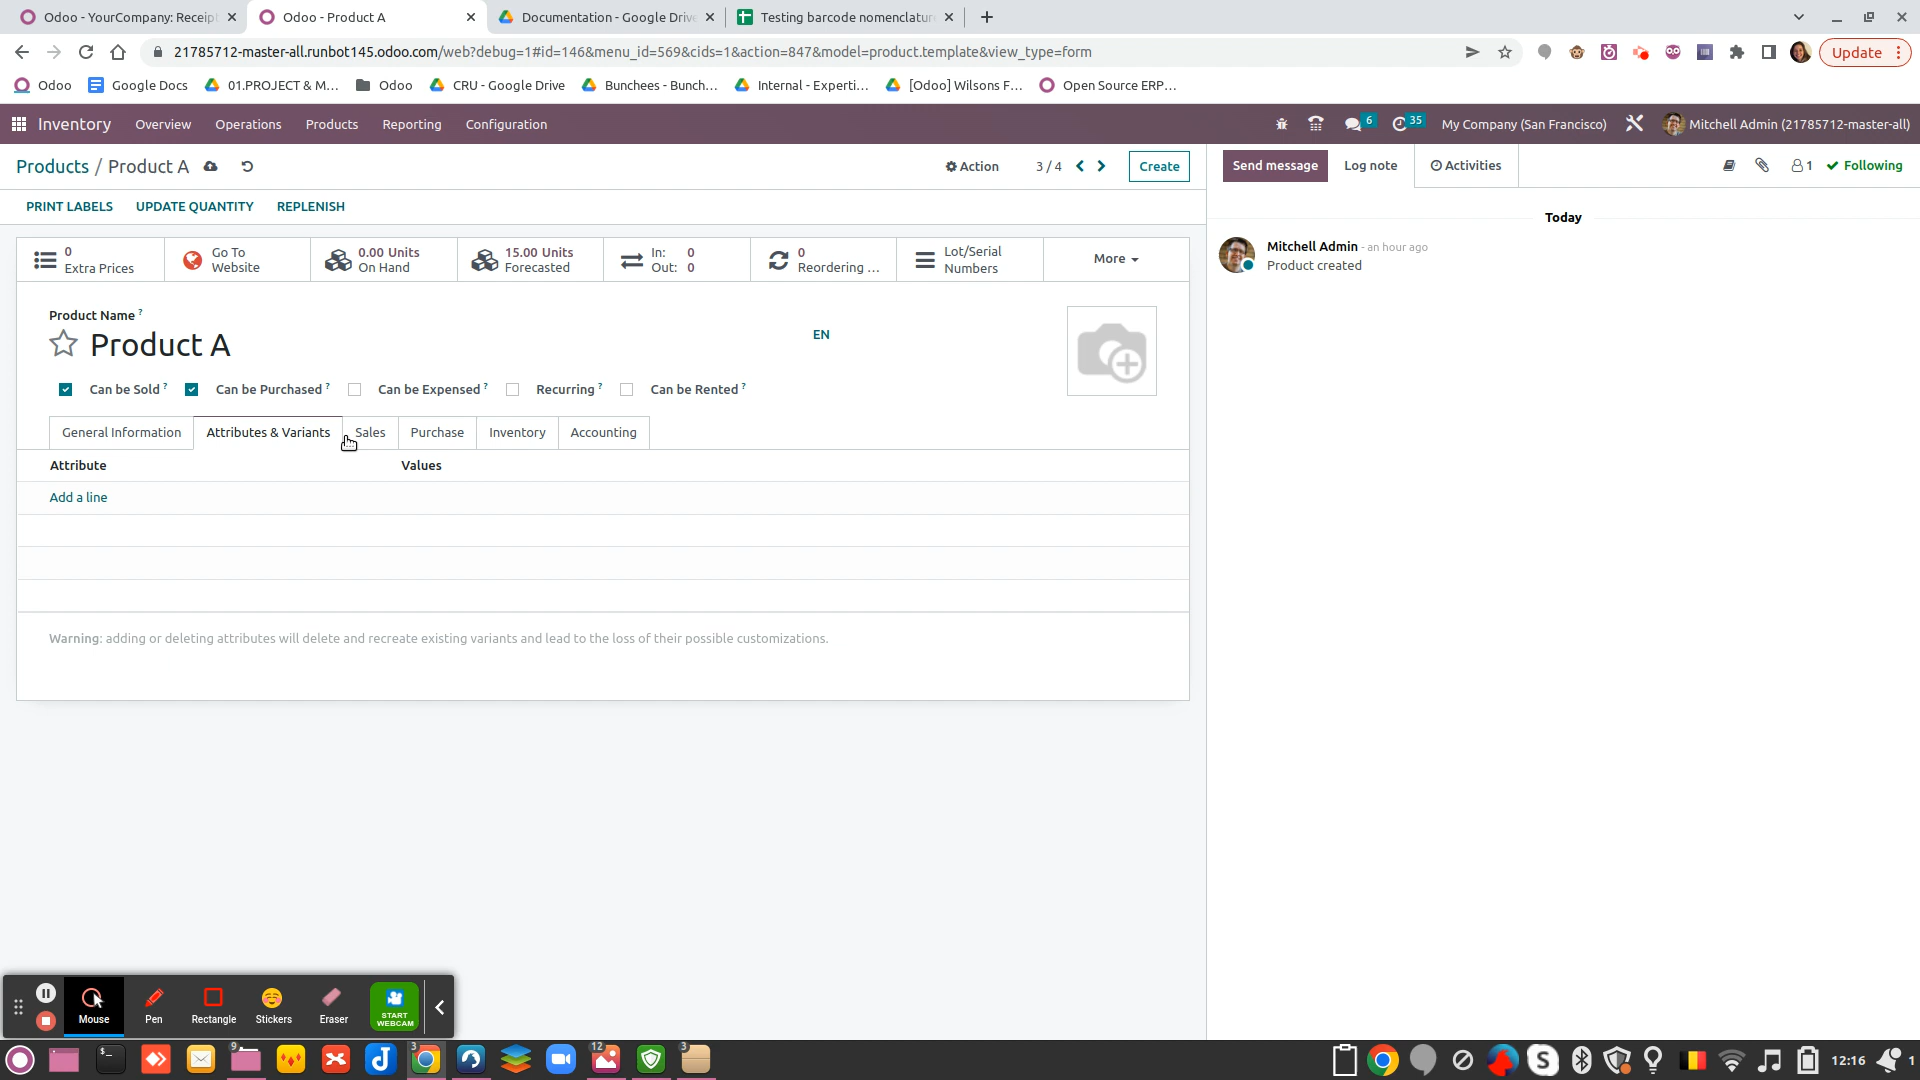 Odoo - YourCompany: Receip
Odoo - Product A
Documentation - Google Drive
Testing barcode nomenclatur
21785712-master-all.runbot145.odoo.com/web?debug=1#id=146&menu_id=569&cids=1&action=847&model=product.template&view_type=form
Update
Odoo
Google Docs
01.PROJECT & M...
Odoo
CRU - Google Drive
Bunchees - Bunch...
Internal - Experti...
[Odoo] Wilsons F...
Open Source ERP...
Inventory
Overview
Operations
Products
Reporting
Configuration
6
35
My Company (San Francisco)
Mitchell Admin (21785712-master-all)
Products / Product A
Action
3 / 4
Create
Send message
Log note
Activities
1
Following
PRINT LABELS
UPDATE QUANTITY
REPLENISH
0
Extra Prices
Go To
Website
0.00 Units
On Hand
15.00 Units
Forecasted
In: 0
Out: 0
0
Reordering ...
Lot/Serial
Numbers
More
Today
Mitchell Admin - an hour ago
Product created
Product Name ?
Product A
EN
Can be Sold ?
Can be Purchased ?
Can be Expensed ?
Recurring ?
Can be Rented ?
General Information
Attributes & Variants
Sales
Purchase
Inventory
Accounting
Attribute
Values
Add a line
Warning: adding or deleting attributes will delete and recreate existing variants and lead to the loss of their possible customizations.
Mouse
Pen
Rectangle
Stickers
Eraser
START
WEBCAM
9
3
12
3
12:16
1